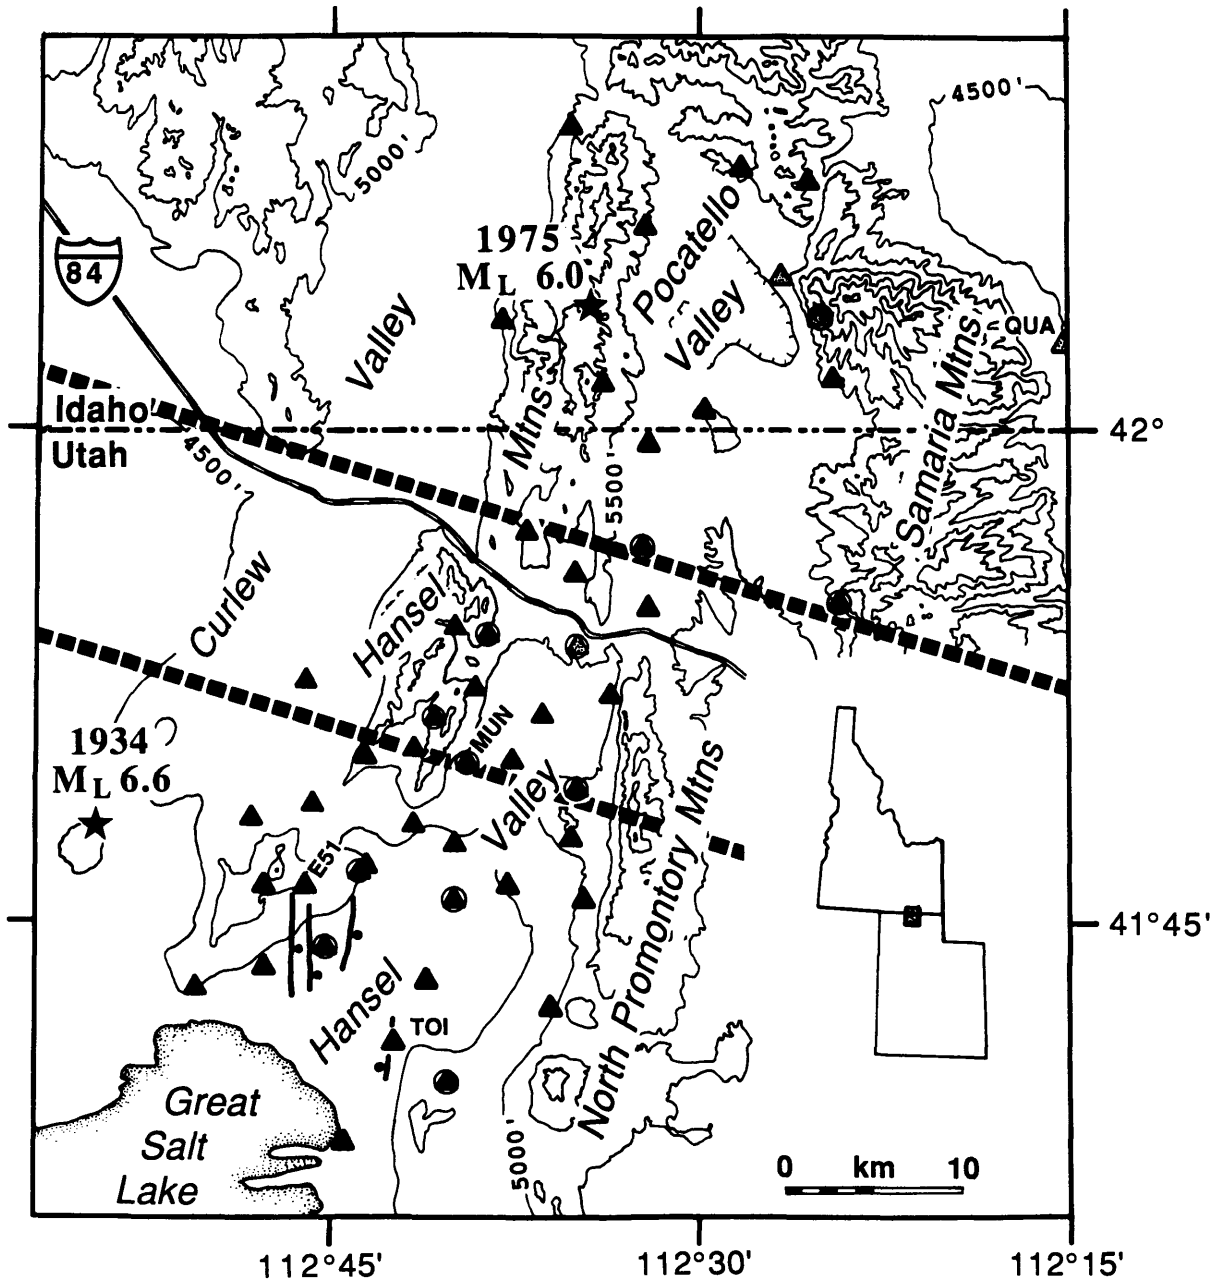 4500'
5000'
84
1975
M L 6.0
Pocatello
Valley
QUA
Valley
Samaria Mtns
Mtns
Idaho
Utah
42°
4500'
5500'
Curlew
Hansel
MUN
1934
M L 6.6
Valley
E51
North Promontory Mtns
41°45'
Hansel
TOI
Great
Salt
Lake
5000'
0 km 10
112°45'
112°30'
112°15'